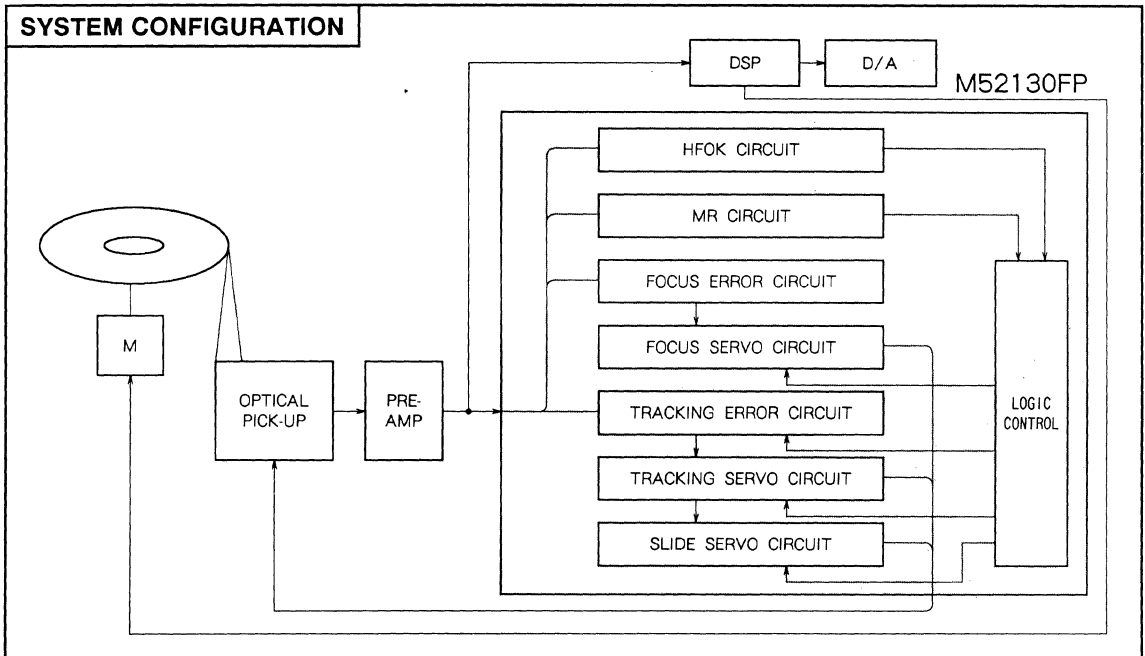 SYSTEM CONFIGURATION
DSP
D/A
M52130FP
HFOK CIRCUIT
MR CIRCUIT
FOCUS ERROR CIRCUIT
FOCUS SERVO CIRCUIT
M
OPTICAL
PICK-UP
PRE-
AMP
TRACKING ERROR CIRCUIT
LOGIC
CONTROL
TRACKING SERVO CIRCUIT
SLIDE SERVO CIRCUIT